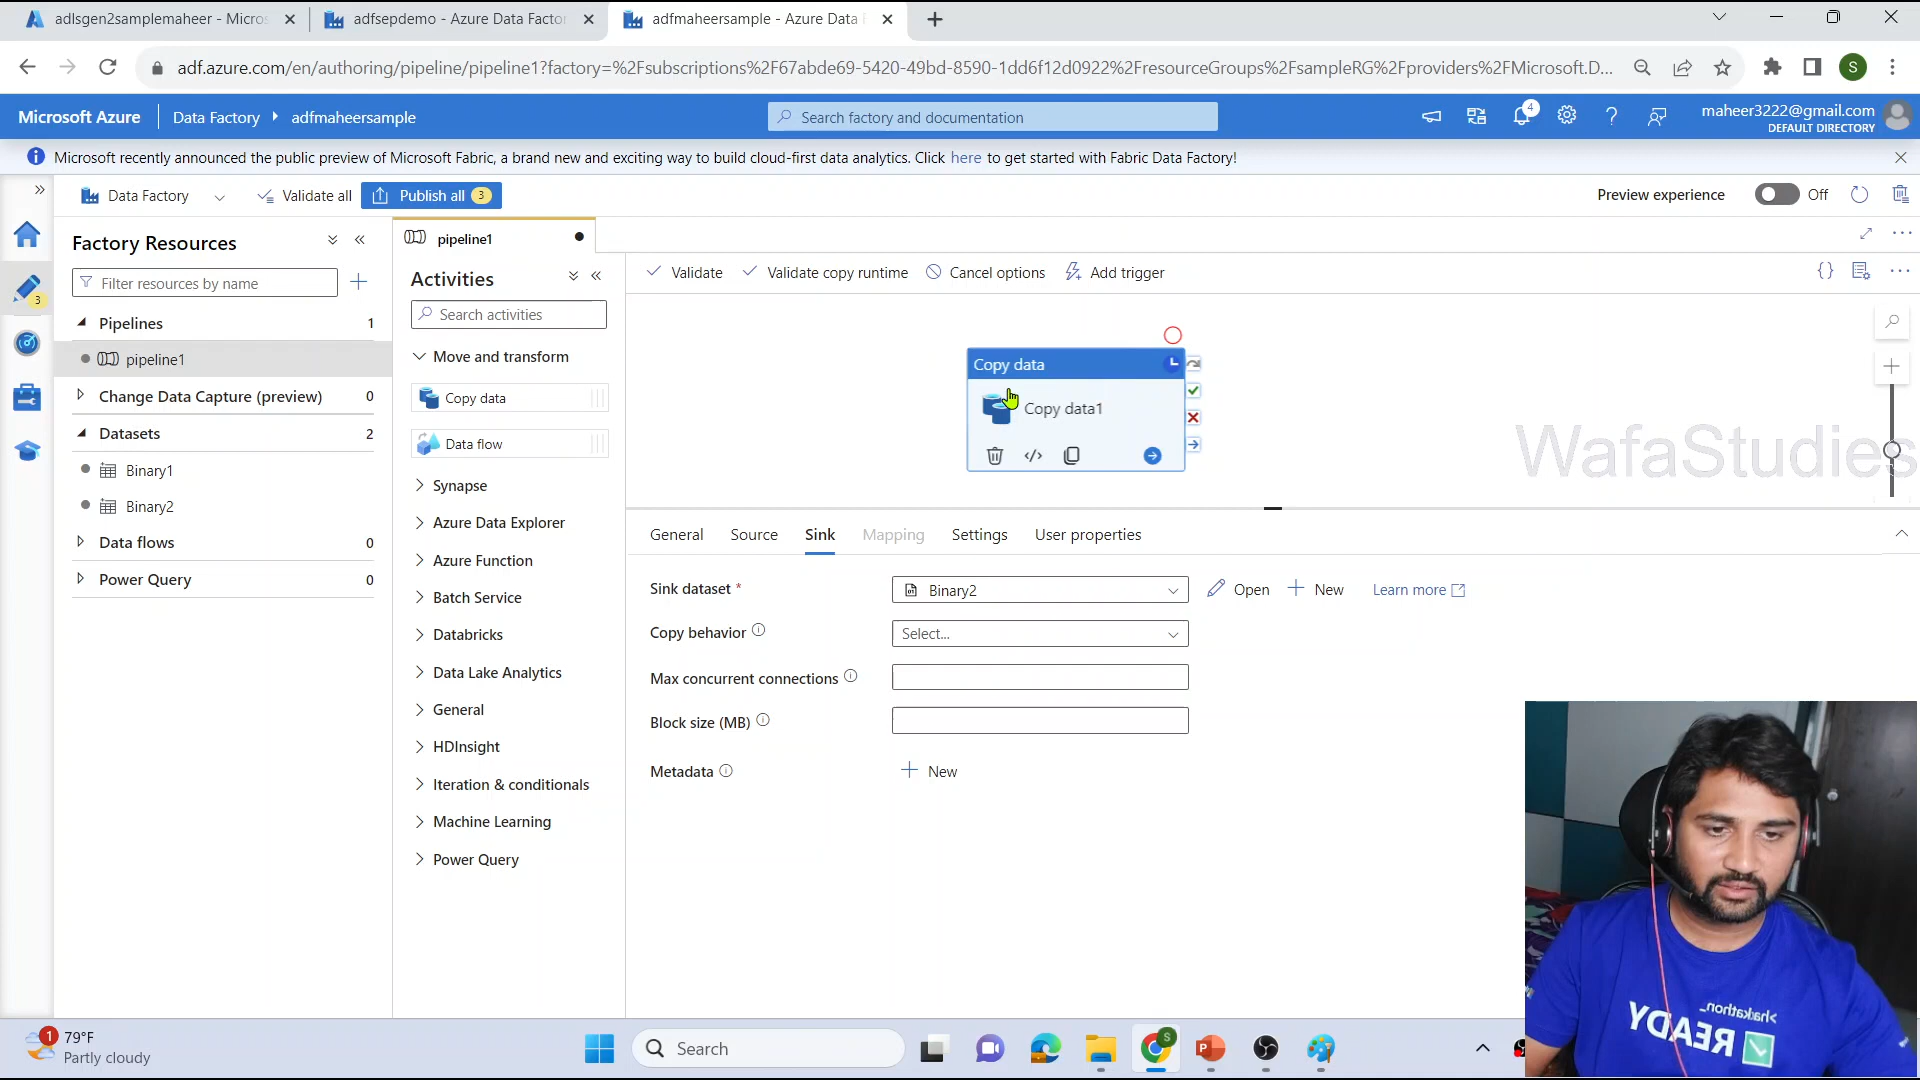 adlsgen2samplemaheer - Micros
adfsepdemo - Azure Data Factor
adfmaheersample - Azure Data
adf.azure.com/en/authoring/pipeline/pipeline1?factory=%2Fsubscriptions%2F67abde69-5420-49bd-8590-1dd6f12d0922%2FresourceGroups%2FsampleRG%2Fproviders%2FMicrosoft.D...
S
Microsoft Azure
Data Factory
adfmaheersample
Search factory and documentation
4
maheer3222@gmail.com
DEFAULT DIRECTORY
Microsoft recently announced the public preview of Microsoft Fabric, a brand new and exciting way to build cloud-first data analytics. Click here to get started with Fabric Data Factory!
Data Factory
Validate all
Publish all 3
Preview experience
Off
Factory Resources
pipeline1
Filter resources by name
3
Pipelines 1
pipeline1
Change Data Capture (preview) 0
Datasets 2
Binary1
Binary2
Data flows 0
Power Query 0
Activities
Search activities
Move and transform
Copy data
Data flow
Synapse
Azure Data Explorer
Azure Function
Batch Service
Databricks
Data Lake Analytics
General
HDInsight
Iteration & conditionals
Machine Learning
Power Query
Validate
Validate copy runtime
Cancel options
Add trigger
Copy data
Copy data1
WafaStudies
General
Source
Sink
Mapping
Settings
User properties
Sink dataset *
Binary2
Open
New
Learn more
Copy behavior
Select...
Max concurrent connections
Block size (MB)
Metadata
New
>hackathon_
READY
1
79°F
Partly cloudy
Search
S